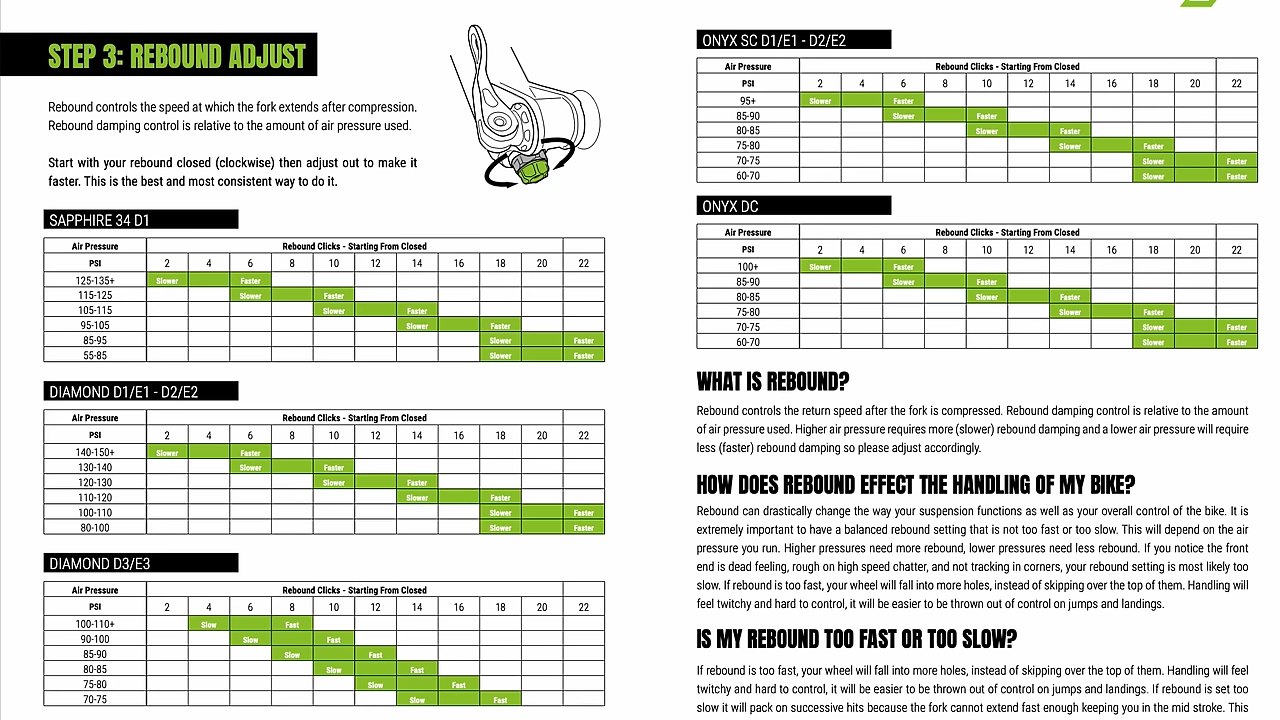 STEP 3: REBOUND ADJUST
Rebound controls the speed at which the fork extends after compression.
Rebound damping control is relative to the amount of air pressure used.
Start with your rebound closed (clockwise) then adjust out to make it
faster. This is the best and most consistent way to do it.
SAPPHIRE 34 D1
Air Pressure Rebound Clicks - Starting From Closed
PSI 2 4 6 8 10 12 14 16 18 20 22
125-135+ Slower Faster
115-125 Slower Faster
105-115 Slower Faster
95-105 Slower Faster
85-95 Slower Faster
55-85 Slower Faster
DIAMOND D1/E1 - D2/E2
Air Pressure Rebound Clicks - Starting From Closed
PSI 2 4 6 8 10 12 14 16 18 20 22
140-150+ Slower Faster
130-140 Slower Faster
120-130 Slower Faster
110-120 Slower Faster
100-110 Slower Faster
80-100 Slower Faster
DIAMOND D3/E3
Air Pressure Rebound Clicks - Starting From Closed
PSI 2 4 6 8 10 12 14 16 18 20 22
100-110+ Slow Fast
90-100 Slow Fast
85-90 Slow Fast
80-85 Slow Fast
75-80 Slow Fast
70-75 Slow Fast
ONYX SC D1/E1 - D2/E2
Air Pressure Rebound Clicks - Starting From Closed
PSI 2 4 6 8 10 12 14 16 18 20 22
95+ Slower Faster
85-90 Slower Faster
80-85 Slower Faster
75-80 Slower Faster
70-75 Slower Faster
60-70 Slower Faster
ONYX DC
Air Pressure Rebound Clicks - Starting From Closed
PSI 2 4 6 8 10 12 14 16 18 20 22
100+ Slower Faster
85-90 Slower Faster
80-85 Slower Faster
75-80 Slower Faster
70-75 Slower Faster
60-70 Slower Faster
WHAT IS REBOUND?
Rebound controls the return speed after the fork is compressed. Rebound damping control is relative to the amount
of air pressure used. Higher air pressure requires more (slower) rebound damping and a lower air pressure will require
less (faster) rebound damping so please adjust accordingly.
HOW DOES REBOUND EFFECT THE HANDLING OF MY BIKE?
Rebound can drastically change the way your suspension functions as well as your overall control of the bike. It is
extremely important to have a balanced rebound setting that is not too fast or too slow. This will depend on the air
pressure you run. Higher pressures need more rebound, lower pressures need less rebound. If you notice the front
end is dead feeling, rough on high speed chatter, and not tracking in corners, your rebound setting is most likely too
slow. If rebound is too fast, your wheel will fall into more holes, instead of skipping over the top of them. Handling will
feel twitchy and hard to control, it will be easier to be thrown out of control on jumps and landings.
IS MY REBOUND TOO FAST OR TOO SLOW?
If rebound is too fast, your wheel will fall into more holes, instead of skipping over the top of them. Handling will feel
twitchy and hard to control, it will be easier to be thrown out of control on jumps and landings. If rebound is set too
slow it will pack on successive hits because the fork cannot extend fast enough keeping you in the mid stroke. This